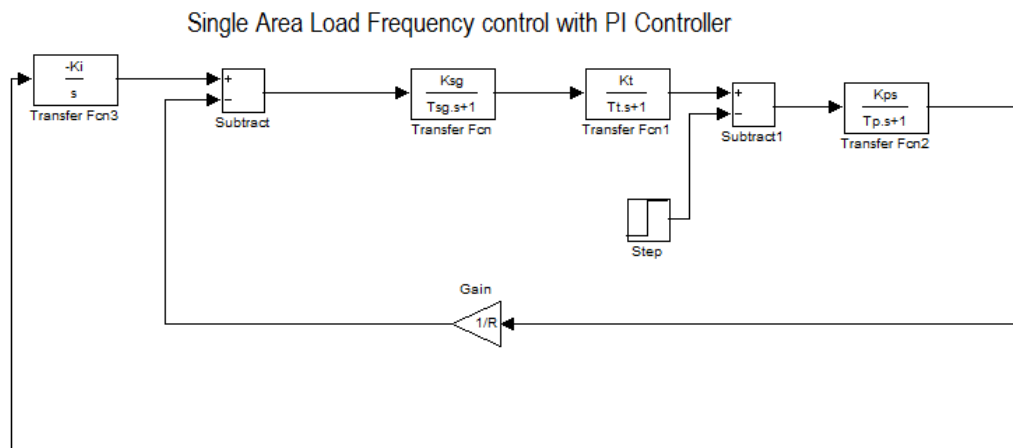 Single Area Load Frequency control with PI Controller
-Ki
s
Transfer Fcn3
+
−
Subtract
Ksg
Tsg.s+1
Transfer Fcn
Kt
Tt.s+1
Transfer Fcn1
+
−
Subtract1
Kps
Tp.s+1
Transfer Fcn2
Step
Gain
1/R